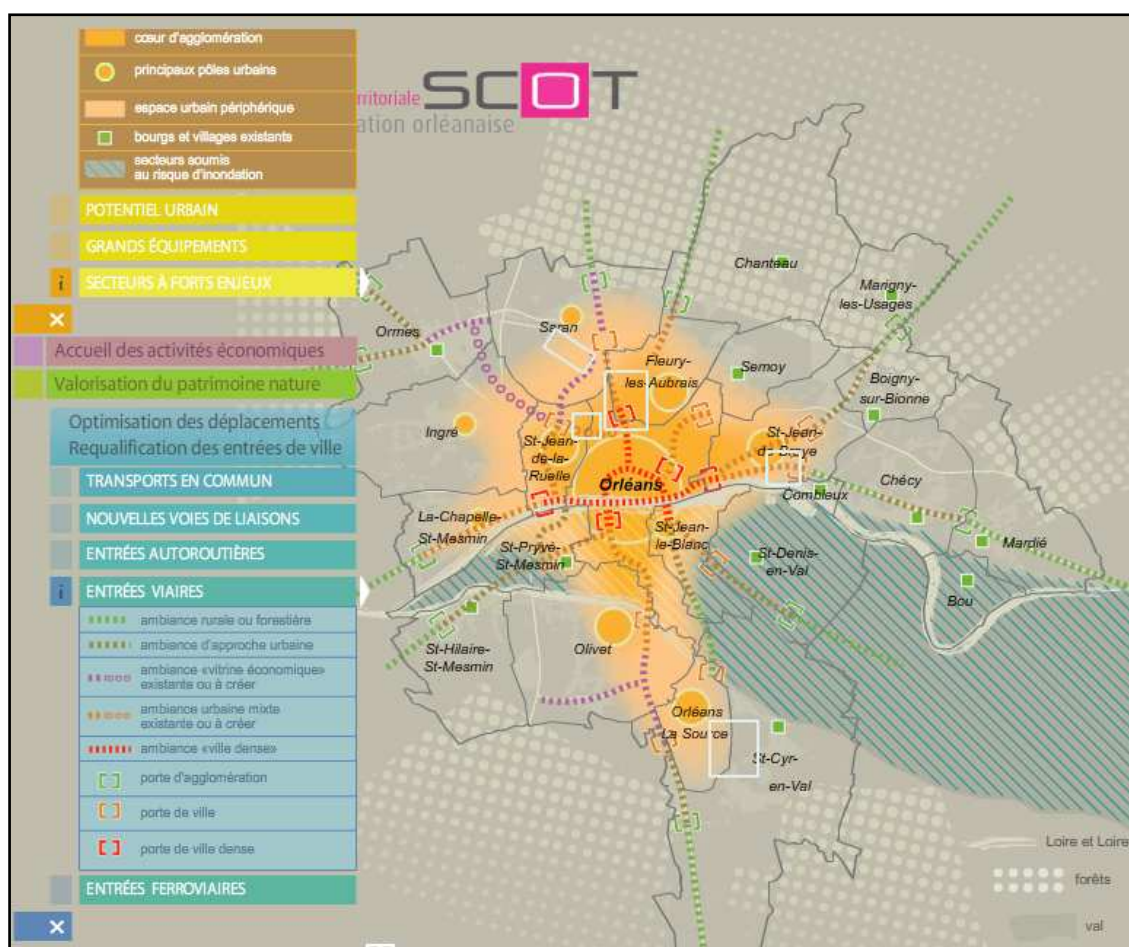 cœur d'agglomération
principaux pôles urbains
espace urbain périphérique
bourgs et villages existants
secteurs soumis
au risque d'inondation
POTENTIEL URBAIN
GRANDS ÉQUIPEMENTS
i SECTEURS À FORTS ENJEUX
Accueil des activités économiques
Valorisation du patrimoine nature
Optimisation des déplacements
Requalification des entrées de ville
TRANSPORTS EN COMMUN
NOUVELLES VOIES DE LIAISONS
ENTRÉES AUTOROUTIÈRES
i ENTRÉES VIAIRES
ambiance rurale ou forestière
ambiance d'approche urbaine
ambiance «vitrine économique»
existante ou à créer
ambiance urbaine mixte
existante ou à créer
ambiance «ville dense»
porte d'agglomération
porte de ville
porte de ville dense
ENTRÉES FERROVIAIRES
rritoriale SCOT
ation orléanaise
Chanteau
Marigny-
les-Usages
Ormes
Saran
Fleury-
les-Aubrais
Semoy
Boigny-
sur-Bionne
Ingré
St-Jean-
de-la-
Ruelle
Orléans
St-Jean-
de-Braye
Combleux
Chécy
La-Chapelle-
St-Mesmin
St-Pryvé-
St-Mesmin
St-Jean-
le-Blanc
St-Denis-
en-Val
Mardié
Bou
St-Hilaire-
St-Mesmin
Olivet
Orléans
La Source
St-Cyr-
en-Val
Loire et Loire
forêts
val